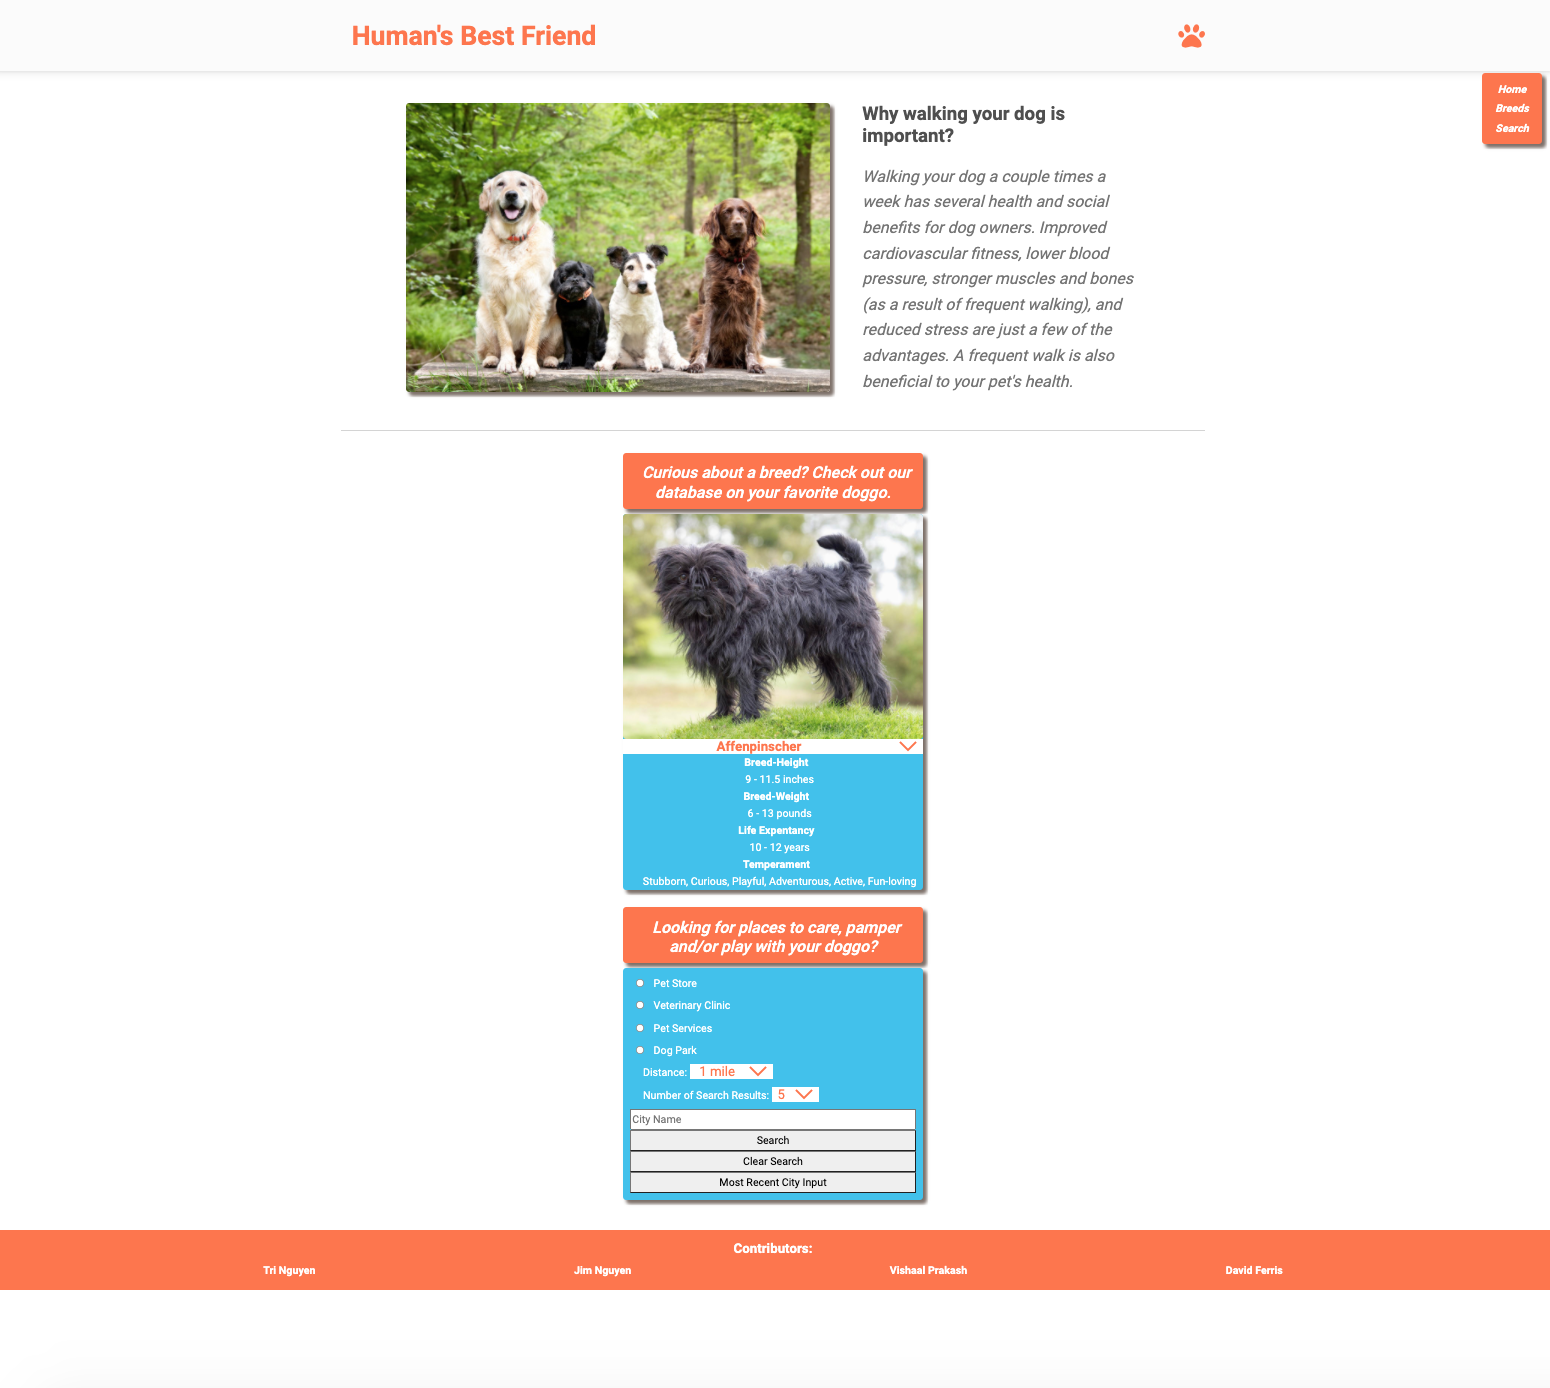 Human's Best Friend
Home
Breeds
Search
Why walking your dog is
important?
Walking your dog a couple times a
week has several health and social
benefits for dog owners. Improved
cardiovascular fitness, lower blood
pressure, stronger muscles and bones
(as a result of frequent walking), and
reduced stress are just a few of the
advantages. A frequent walk is also
beneficial to your pet's health.
Curious about a breed? Check out our
database on your favorite doggo.
Affenpinscher
Breed-Height
9 - 11.5 inches
Breed-Weight
6 - 13 pounds
Life Expentancy
10 - 12 years
Temperament
Stubborn, Curious, Playful, Adventurous, Active, Fun-loving
Looking for places to care, pamper
and/or play with your doggo?
Pet Store
Veterinary Clinic
Pet Services
Dog Park
Distance: 1 mile
Number of Search Results: 5
City Name
Search
Clear Search
Most Recent City Input
Contributors:
Tri Nguyen Jim Nguyen Vishaal Prakash David Ferris